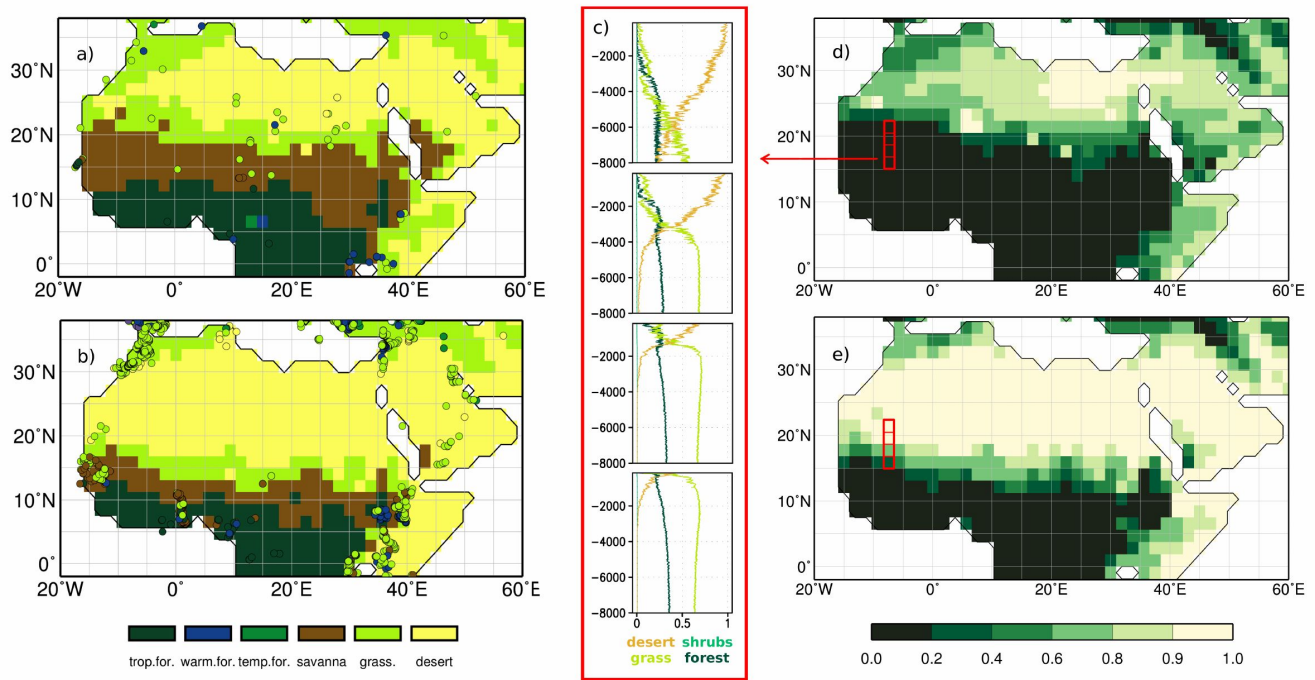 a)
30°N
20°N
10°N
0°
20°W 0° 20°E 40°E 60°E
b)
30°N
20°N
10°N
0°
20°W 0° 20°E 40°E 60°E
trop.for. warm.for. temp.for. savanna grass. desert
c)
−2000
−4000
−6000
−8000
−2000
−4000
−6000
−8000
−2000
−4000
−6000
−8000
−2000
−4000
−6000
−8000
0 0.5 1
desert shrubs
grass forest
d)
30°N
20°N
10°N
0°
20°W 0° 20°E 40°E 60°E
e)
30°N
20°N
10°N
0°
20°W 0° 20°E 40°E 60°E
0.0 0.2 0.4 0.6 0.8 0.9 1.0